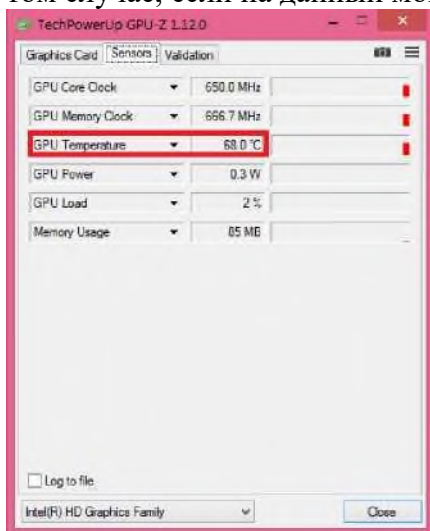 том случае, если на данный мо
TechPowerUp GPU-Z 1.12.0
Graphics Card Sensors Validation
GPU Core Clock 650.0 MHz
GPU Memory Clock 666.7 MHz
GPU Temperature 68.0 °C
GPU Power 0.3 W
GPU Load 2 %
Memory Usage 85 MB
Log to file
Intel(R) HD Graphics Family Close